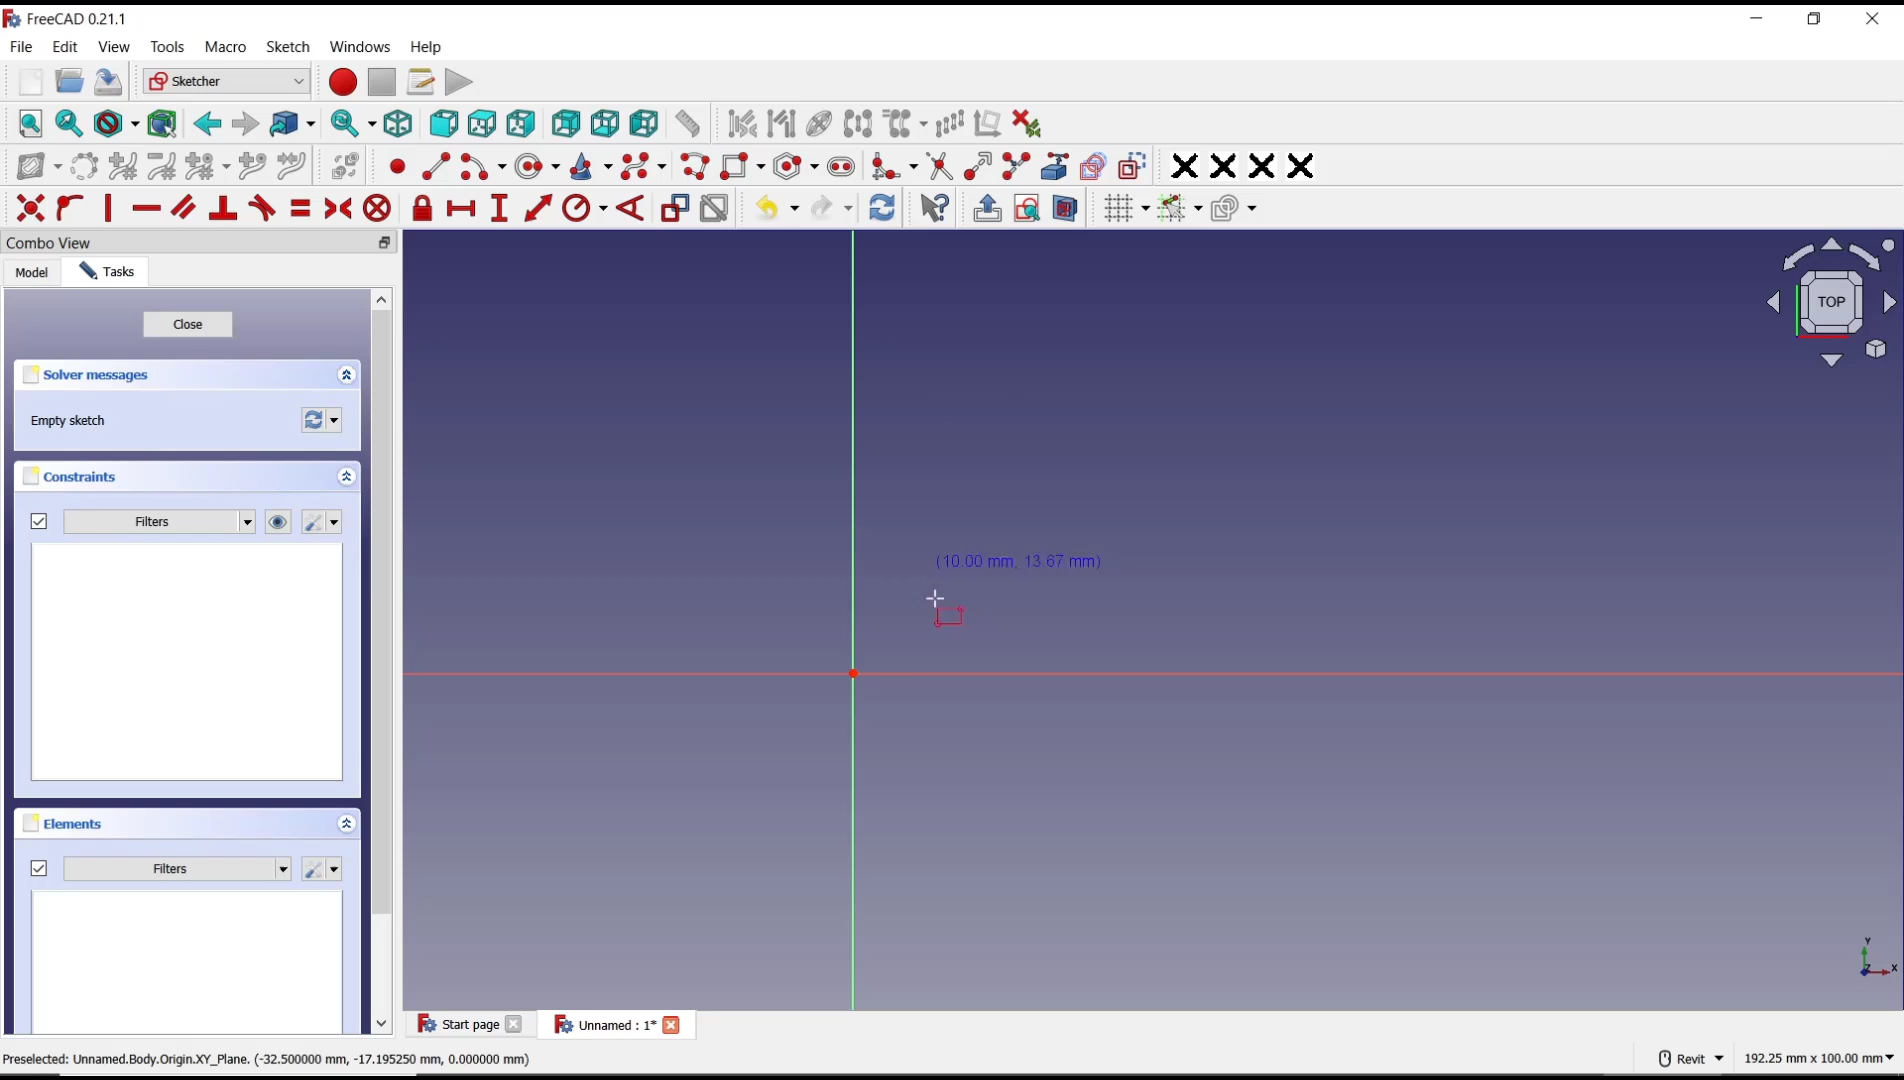 FreeCAD 0.21.1
File Edit View Tools Macro Sketch Windows Help
Sketcher
Combo View
Model Tasks
Close
Solver messages
Empty sketch
Constraints
Filters
Elements
Filters
(10.00 mm, 13.67 mm)
TOP
Y
Z X
Start page Unnamed : 1*
Preselected: Unnamed.Body.Origin.XY_Plane. (-32.500000 mm, -17.195250 mm, 0.000000 mm) Revit 192.25 mm x 100.00 mm